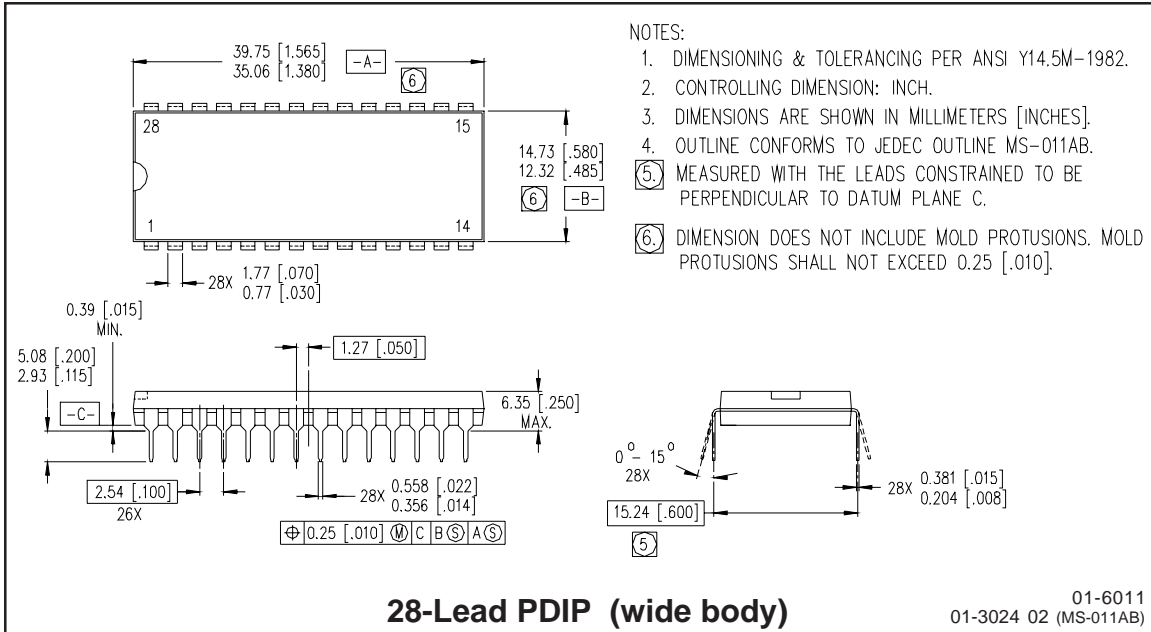 39.75 [1.565]
35.06 [1.380]
-A-
6
28
15
1
14
14.73 [.580]
12.32 [.485]
6
-B-
28X
1.77 [.070]
0.77 [.030]
NOTES:
1. DIMENSIONING & TOLERANCING PER ANSI Y14.5M-1982.
2. CONTROLLING DIMENSION: INCH.
3. DIMENSIONS ARE SHOWN IN MILLIMETERS [INCHES].
4. OUTLINE CONFORMS TO JEDEC OUTLINE MS-011AB.
5. MEASURED WITH THE LEADS CONSTRAINED TO BE
PERPENDICULAR TO DATUM PLANE C.
6. DIMENSION DOES NOT INCLUDE MOLD PROTUSIONS. MOLD
PROTUSIONS SHALL NOT EXCEED 0.25 [.010].
0.39 [.015]
MIN.
5.08 [.200]
2.93 [.115]
-C-
1.27 [.050]
6.35 [.250]
MAX.
2.54 [.100]
26X
28X
0.558 [.022]
0.356 [.014]
⌖ 0.25 [.010] Ⓜ C B Ⓢ A Ⓢ
0° - 15°
28X
28X
0.381 [.015]
0.204 [.008]
15.24 [.600]
5
28-Lead PDIP (wide body)
01-6011
01-3024 02 (MS-011AB)